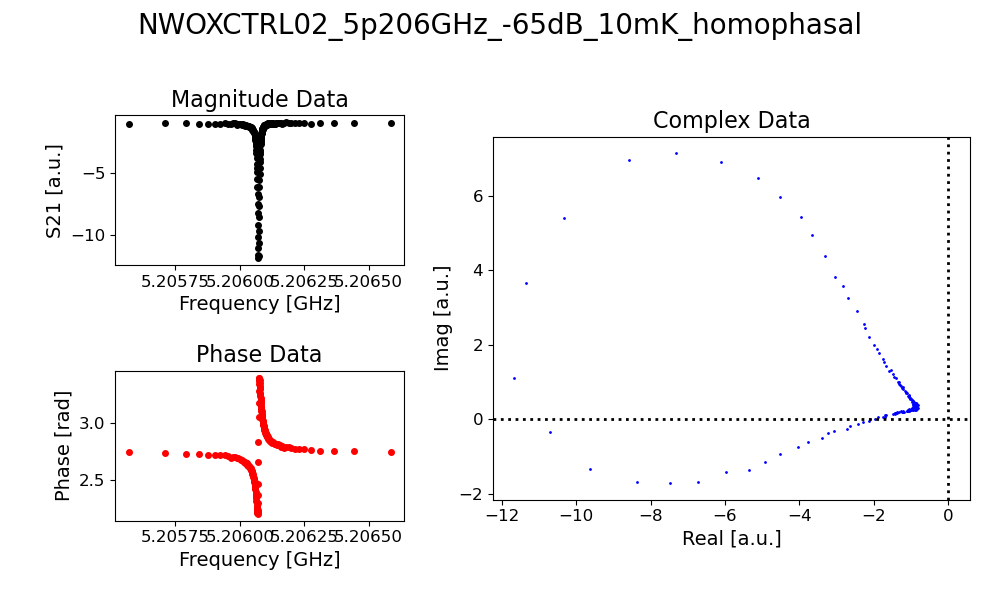 NWOXCTRL02_5p206GHz_-65dB_10mK_homophasal
Magnitude Data
S21 [a.u.]
−5
−10
5.20575 5.20600 5.20625 5.20650
Frequency [GHz]
Phase Data
Phase [rad]
3.0
2.5
5.20575 5.20600 5.20625 5.20650
Frequency [GHz]
Complex Data
Imag [a.u.]
6
4
2
0
−2
−12 −10 −8 −6 −4 −2 0
Real [a.u.]